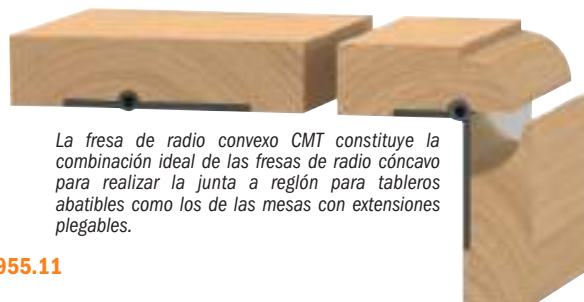 La fresa de radio convexo CMT constituye la
combinación ideal de las fresas de radio cóncavo
para realizar la junta a reglón para tableros
abatibles como los de las mesas con extensiones
plegables.
955.11